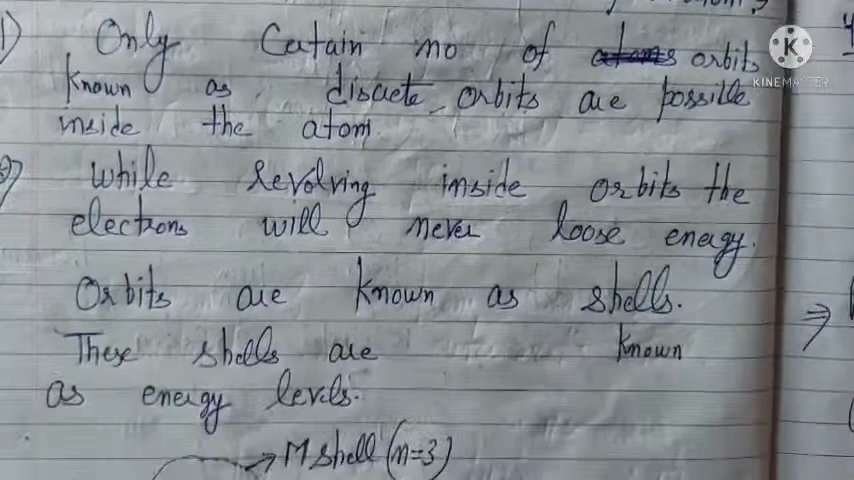 1) Only Certain no of atoms orbits
known as discrete orbits are possible
inside the atom.
2) while revolving inside orbits the
electrons will never loose energy.
Orbits are known as shells.
These shells are known
as energy levels.
M shell (n=3)
K
KINEMASTER